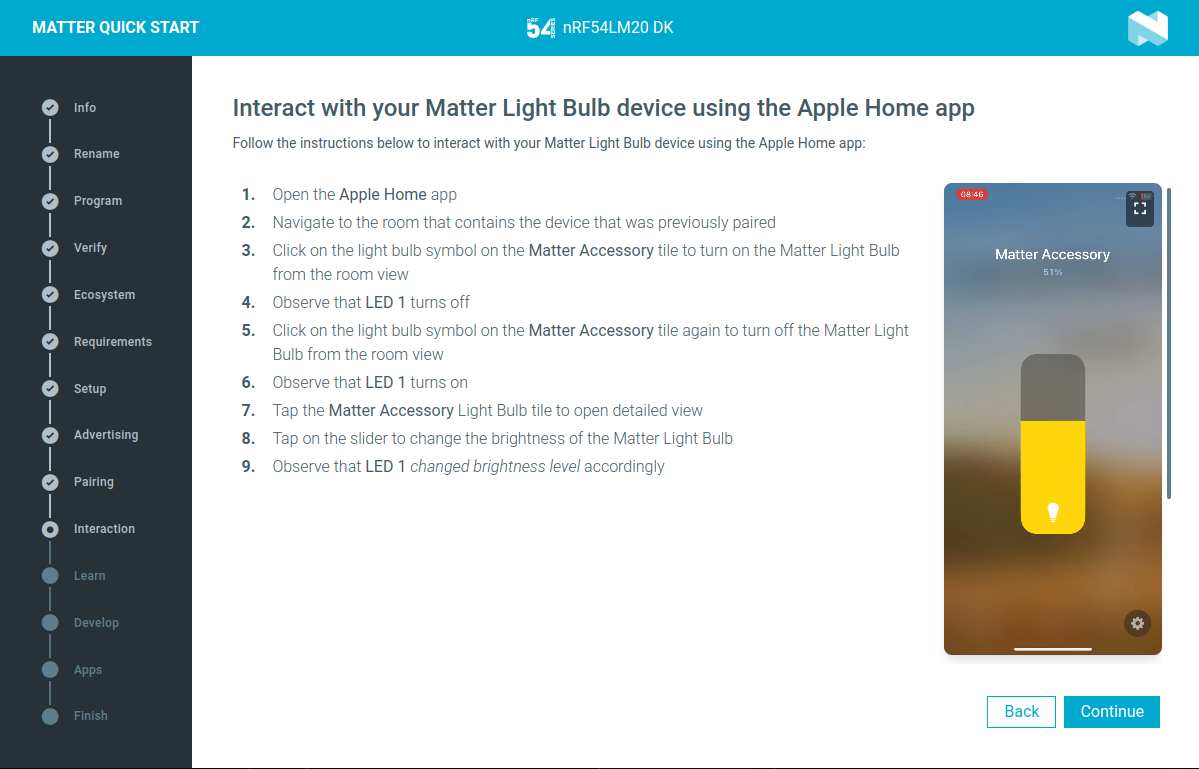 MATTER QUICK START
nRF 54 SERIES nRF54LM20 DK
Info
Rename
Program
Verify
Ecosystem
Requirements
Setup
Advertising
Pairing
Interaction
Learn
Develop
Apps
Finish
Interact with your Matter Light Bulb device using the Apple Home app
Follow the instructions below to interact with your Matter Light Bulb device using the Apple Home app:
1. Open the Apple Home app
2. Navigate to the room that contains the device that was previously paired
3. Click on the light bulb symbol on the Matter Accessory tile to turn on the Matter Light Bulb
from the room view
4. Observe that LED 1 turns off
5. Click on the light bulb symbol on the Matter Accessory tile again to turn off the Matter Light
Bulb from the room view
6. Observe that LED 1 turns on
7. Tap the Matter Accessory Light Bulb tile to open detailed view
8. Tap on the slider to change the brightness of the Matter Light Bulb
9. Observe that LED 1 changed brightness level accordingly
08:46
Matter Accessory
51%
Back
Continue